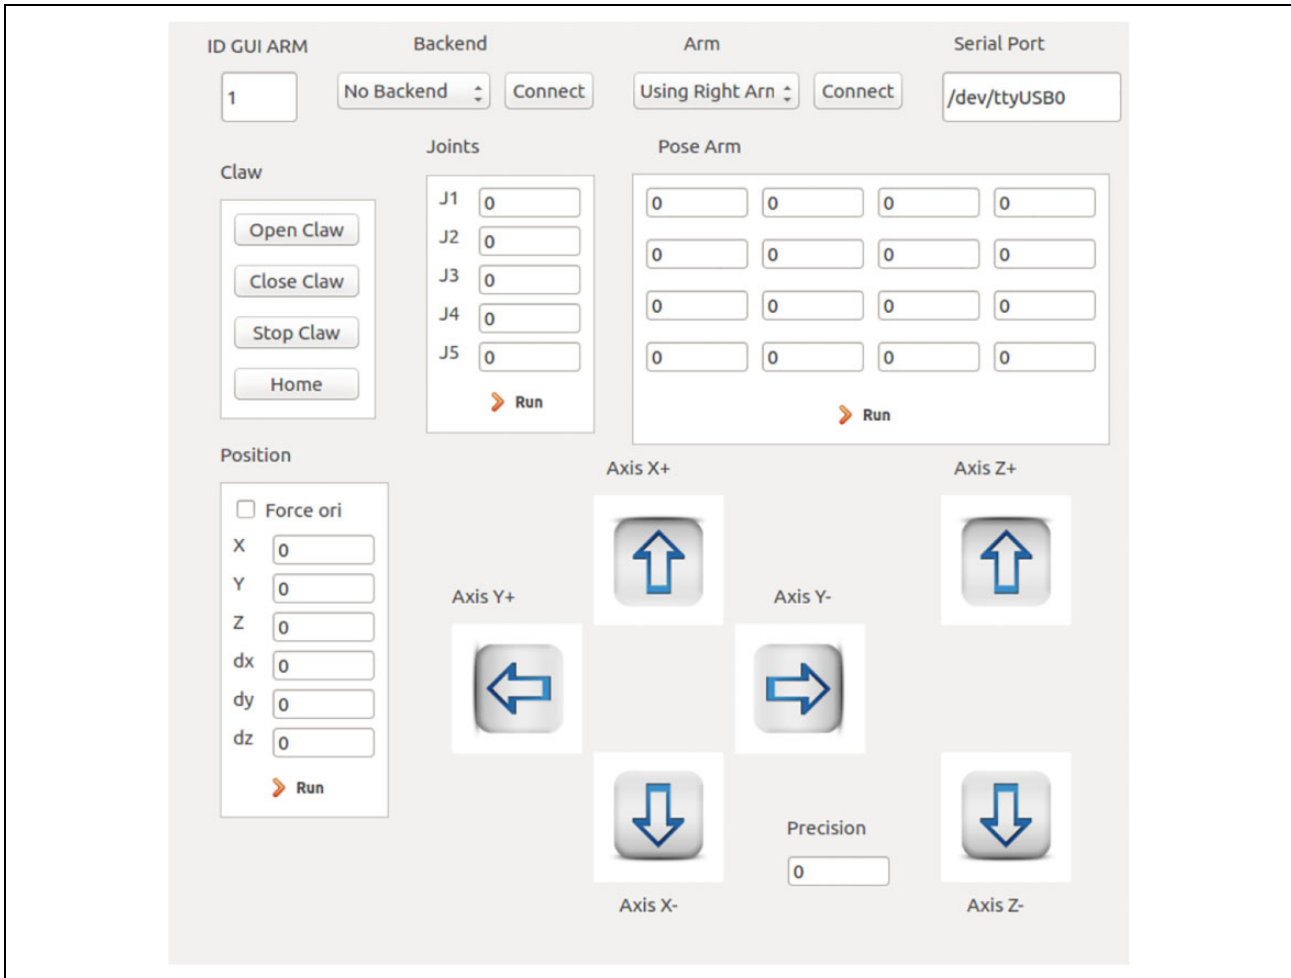 ID GUI ARM Backend Arm Serial Port
1 No Backend Connect Using Right Arn Connect /dev/ttyUSB0
Claw
Open Claw
Close Claw
Stop Claw
Home
Joints
J1 0
J2 0
J3 0
J4 0
J5 0
Run
Pose Arm
0 0 0 0
0 0 0 0
0 0 0 0
0 0 0 0
Run
Position
Force ori
X 0
Y 0
Z 0
dx 0
dy 0
dz 0
Run
Axis X+
Axis Z+
Axis Y+
Axis Y-
Precision
0
Axis X-
Axis Z-